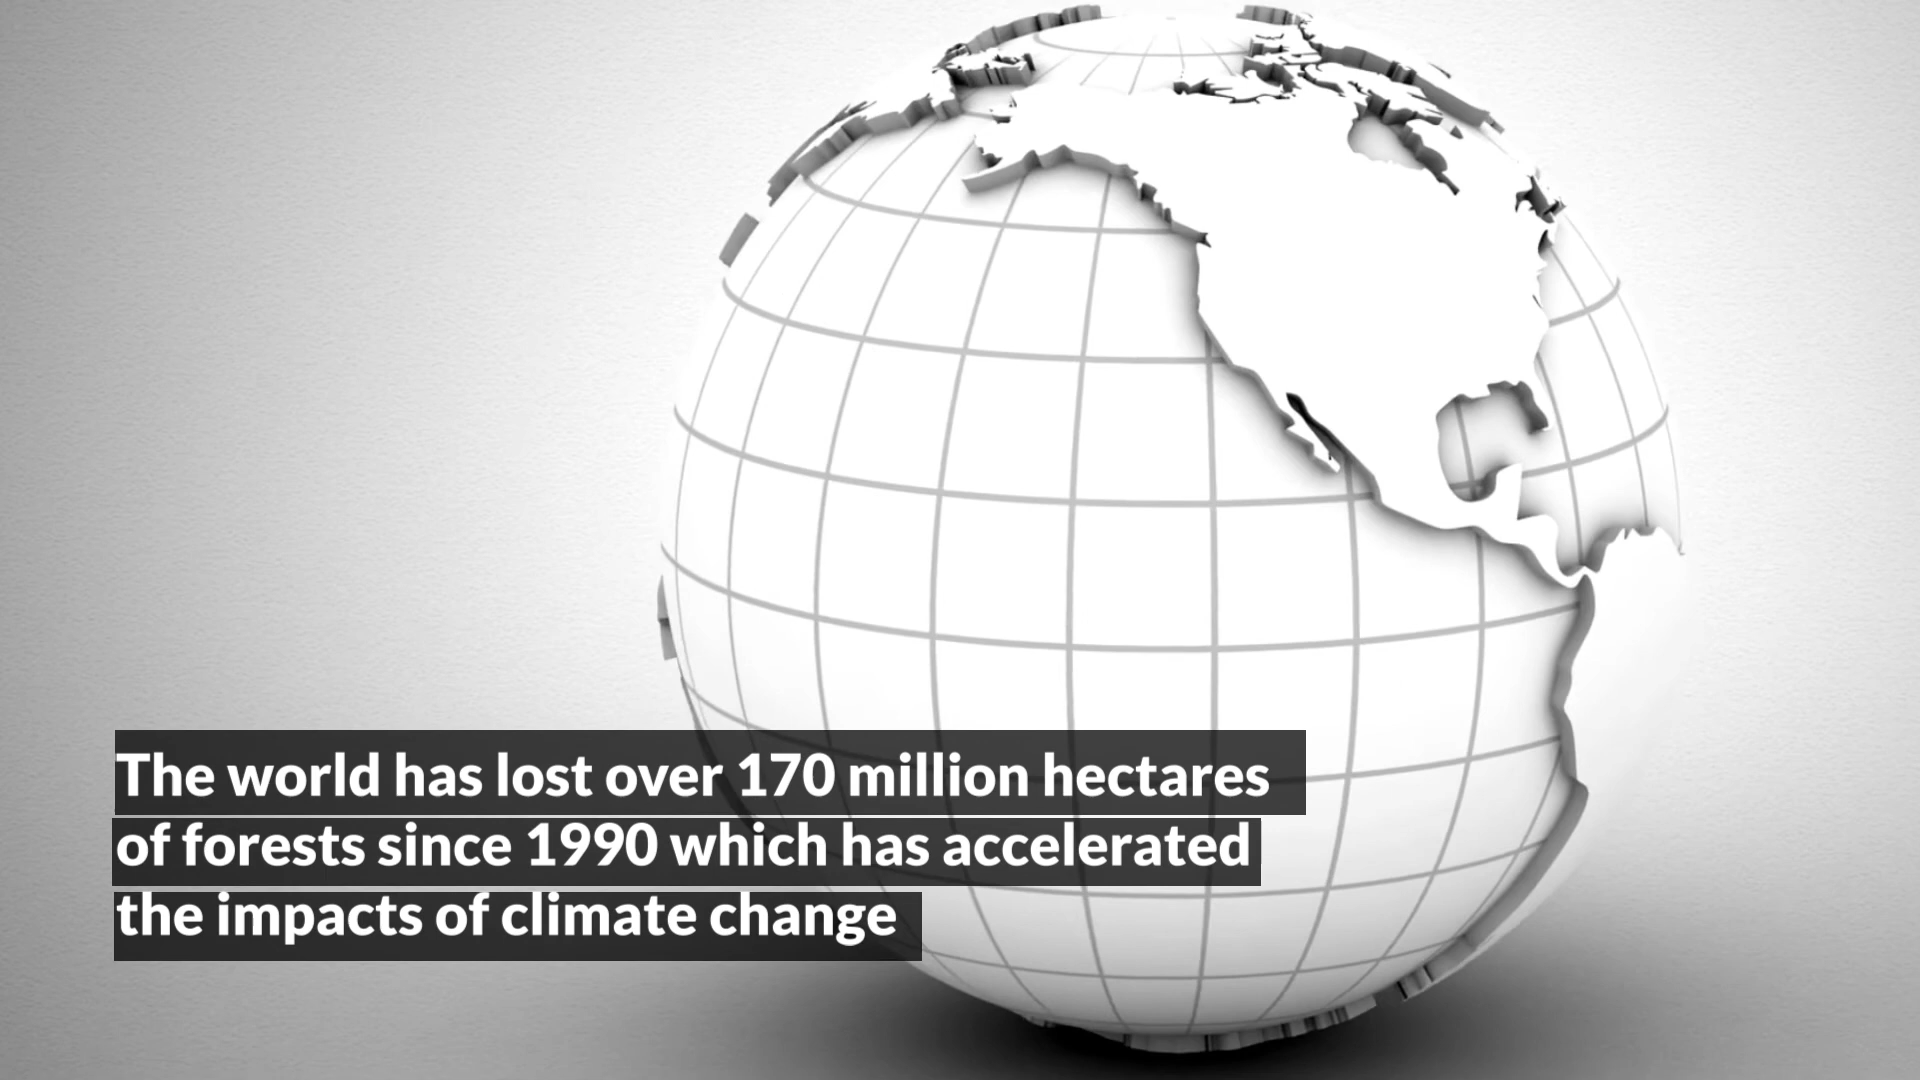 The world has lost over 170 million hectares
of forests since 1990 which has accelerated
the impacts of climate change